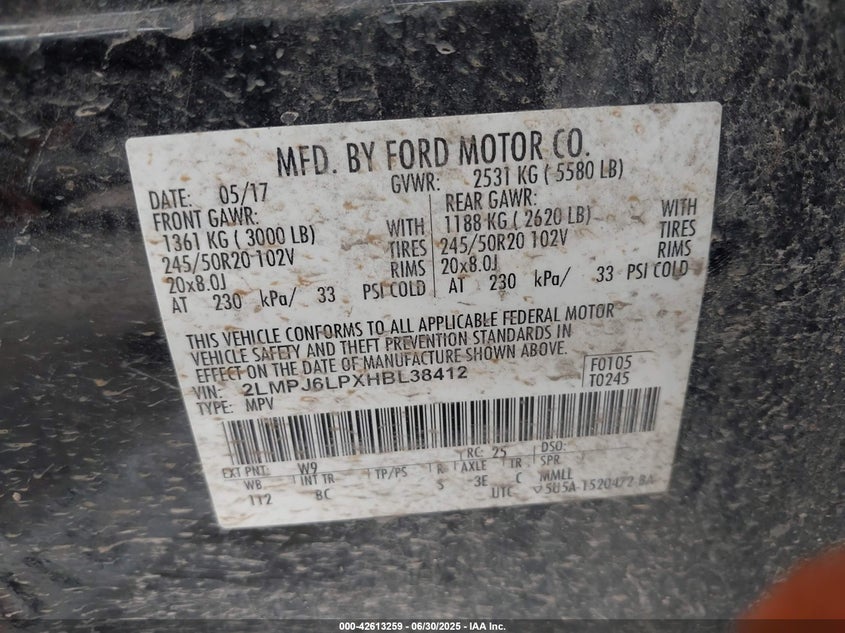 MFD. BY FORD MOTOR CO.
DATE: 05/17 GVWR: 2531 KG ( 5580 LB)
FRONT GAWR: REAR GAWR:
1361 KG ( 3000 LB) WITH 1188 KG ( 2620 LB) WITH
245/50R20 102V TIRES 245/50R20 102V TIRES
20x8.0J RIMS 20x8.0J RIMS
AT 230 kPa/ 33 PSI COLD AT 230 kPa/ 33 PSI COLD
THIS VEHICLE CONFORMS TO ALL APPLICABLE FEDERAL MOTOR
VEHICLE SAFETY AND THEFT PREVENTION STANDARDS IN
EFFECT ON THE DATE OF MANUFACTURE SHOWN ABOVE.
VIN: 2LMPJ6LPXHBL38412 F0105
TYPE: MPV T0245
EXT PNT: W9 RC: 25 DSO:
WB INT TR TP/PS R AXLE TR SPR
112 BC S 3E C MMLL
UTC
000-42613259 - 06/30/2025 - IAA Inc.